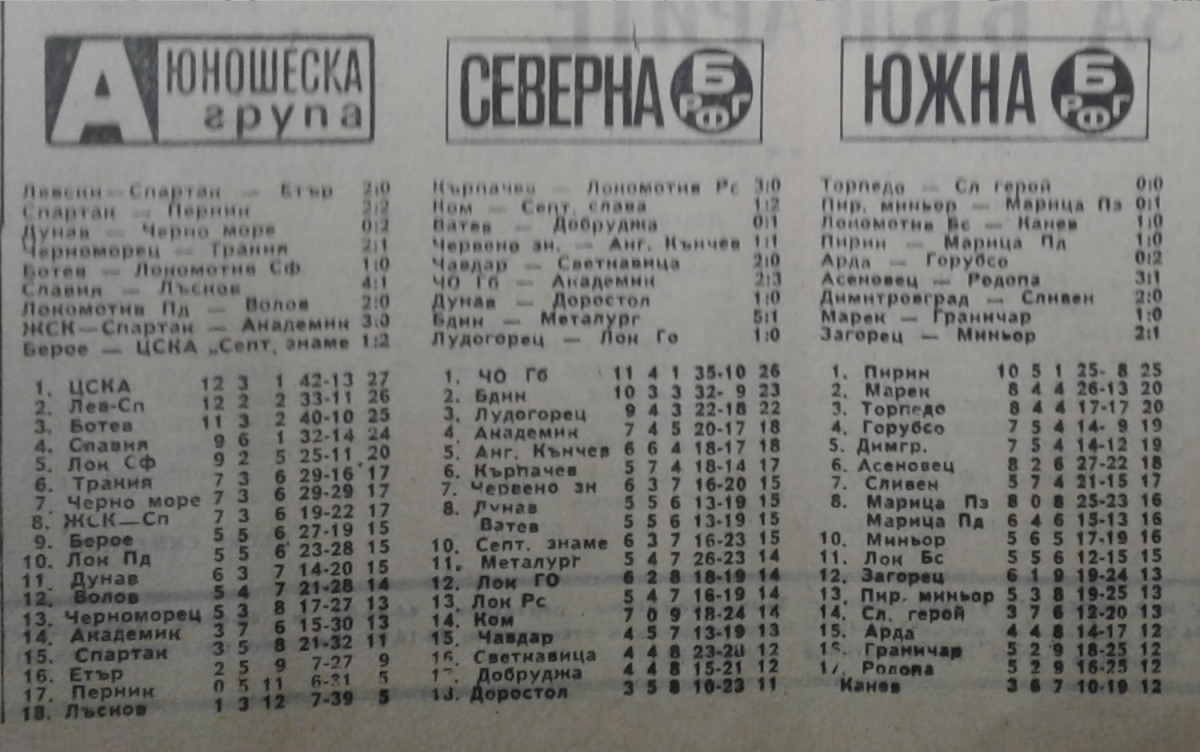 А ЮНОШЕСКА
група
Левски — Спартак — Етър 2:0
Спартак — Перник 2:2
Дунав — Черно море 0:2
Черноморец — Тракия 2:1
Ботев — Локомотив Сф 1:0
Славия — Лъсков 4:1
Локомотив Пд — Волов 2:0
ЖСК—Спартак — Академик 3:0
Берое — ЦСКА „Септ. знаме 1:2
1. ЦСКА 12 3 1 42-13 27
2. Лев-Сп 12 2 2 33-11 26
3. Ботев 11 3 2 40-10 25
4. Славия 9 6 1 32-14 24
5. Лок Сф 9 2 5 25-11 20
6. Тракия 7 3 6 29-16 17
7. Черно море 7 3 6 29-29 17
8. ЖСК—Сп 7 3 6 19-22 17
9. Берое 5 5 6 27-19 15
10. Лок Пд 5 5 6 23-28 15
11. Дунав 6 3 7 14-20 15
12. Волов 5 4 7 21-28 14
13. Черноморец 5 3 8 17-27 13
14. Академик 3 7 6 15-30 13
15. Спартак 3 5 8 21-32 11
16. Етър 2 5 9 7-27 9
17. Перник 0 5 11 6-31 5
18. Лъсков 1 3 12 7-39 5
СЕВЕРНА Б
РФГ
Кърпачев — Локомотив Рс 3:0
Ком — Септ. слава 1:2
Ватев — Добруджа 0:1
Червено зн. — Анг. Кънчев 1:1
Чавдар — Светкавица 2:0
ЧО Гб — Академик 2:3
Дунав — Доростол 1:0
Бдин — Металург 5:1
Лудогорец — Лок Го 1:0
1. ЧО Гб 11 4 1 35-10 26
2. Бдин 10 3 3 32- 9 23
3. Лудогорец 9 4 3 22-18 22
4. Академик 7 4 5 20-17 18
5. Анг. Кънчев 6 6 4 18-17 18
6. Кърпачев 5 7 4 18-14 17
7. Червено зн 6 3 7 16-20 15
8. Дунав 5 5 6 13-19 15
Ватев 5 5 6 13-19 15
10. Септ. знаме 6 3 7 16-23 15
11. Металург 5 4 7 26-23 14
12. Лок ГО 6 2 8 18-19 14
13. Лок Рс 5 4 7 16-19 14
14. Ком 7 0 9 18-24 14
15. Чавдар 4 5 7 13-19 13
16. Светкавица 4 4 8 23-28 12
Добруджа 4 4 8 15-21 12
18. Доростол 3 5 8 10-23 11
ЮЖНА Б
РФГ
Торпедо — Сл герой 0:0
Пир. миньор — Марица Пз 0:1
Локомотив Бс — Канев 1:0
Пирин — Марица Пд 1:0
Арда — Горубсо 0:2
Асеновец — Родопа 3:1
Димитровград — Сливен 2:0
Марек — Граничар 1:0
Загорец — Миньор 2:1
1. Пирин 10 5 1 25- 8 25
2. Марек 8 4 4 26-13 20
3. Торпедо 8 4 4 17-17 20
4. Горубсо 7 5 4 14- 9 19
5. Димгр. 7 5 4 14-12 19
6. Асеновец 8 2 6 27-22 18
7. Сливен 5 7 4 21-15 17
8. Марица Пз 8 0 8 25-23 16
Марица Пд 6 4 6 15-13 16
10. Миньор 5 6 5 17-19 16
11. Лок Бс 5 5 6 12-15 15
12. Загорец 6 1 9 19-24 13
13. Пир. миньор 5 3 8 19-25 13
14. Сл. герой 3 7 6 12-20 13
15. Арда 4 4 8 14-17 12
16. Граничар 5 2 9 18-25 12
17. Родопа 5 2 9 16-25 12
Канев 3 6 7 10-19 12